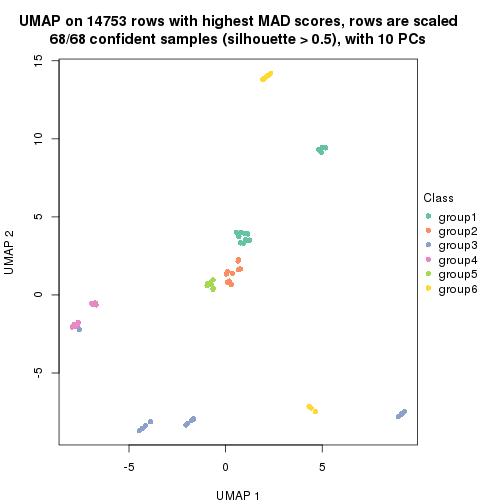 UMAP on 14753 rows with highest MAD scores, rows are scaled
68/68 confident samples (silhouette > 0.5), with 10 PCs
15
10
5
0
-5
UMAP 2
-5
0
5
UMAP 1
Class
group1
group2
group3
group4
group5
group6